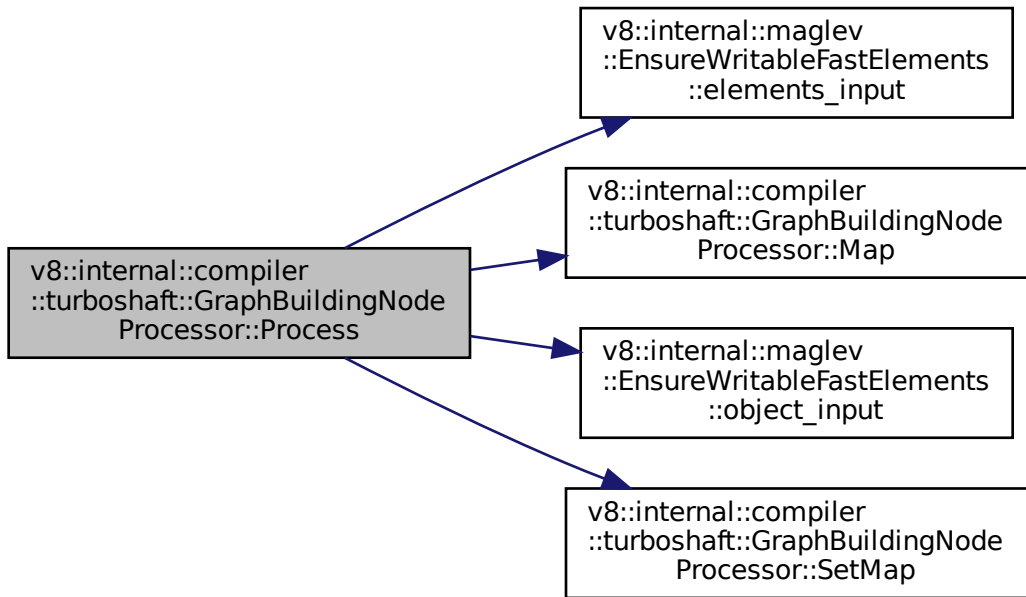 v8::internal::maglev
::EnsureWritableFastElements
::elements_input
v8::internal::compiler
::turboshaft::GraphBuildingNode
Processor::Map
v8::internal::compiler
::turboshaft::GraphBuildingNode
Processor::Process
v8::internal::maglev
::EnsureWritableFastElements
::object_input
v8::internal::compiler
::turboshaft::GraphBuildingNode
Processor::SetMap